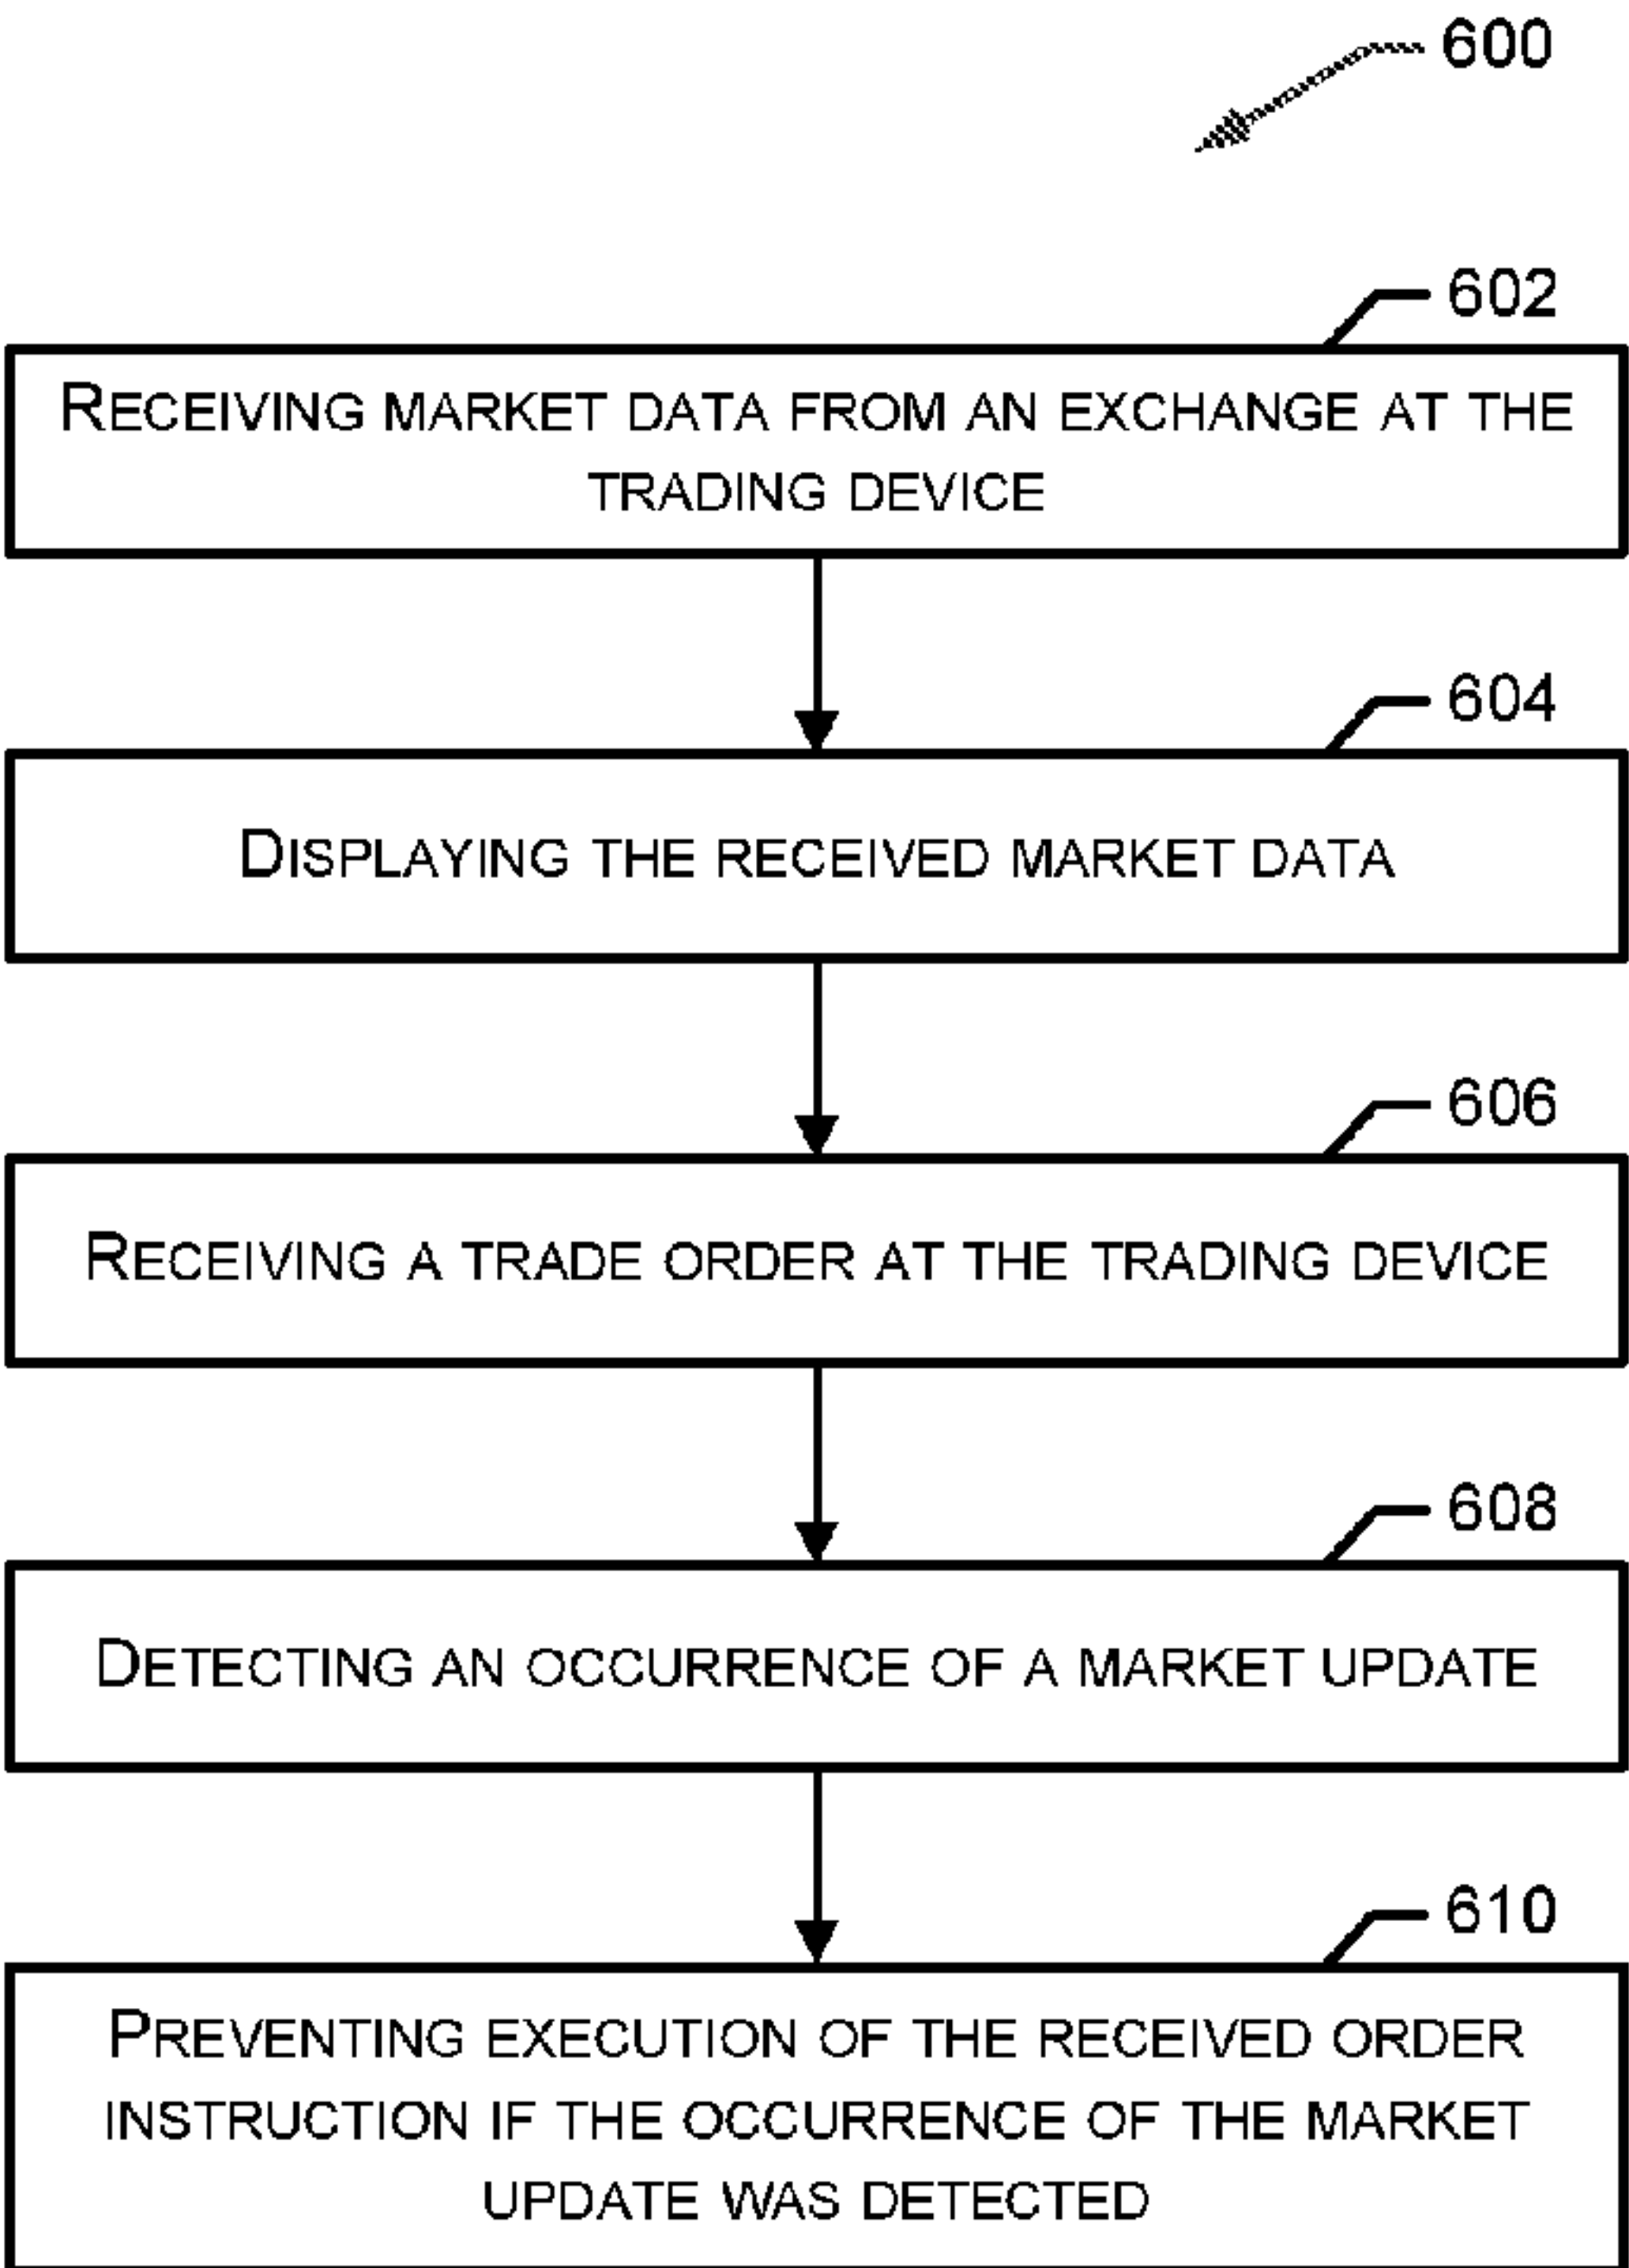 600
602
RECEIVING MARKET DATA FROM AN EXCHANGE AT THE
TRADING DEVICE
604
DISPLAYING THE RECEIVED MARKET DATA
606
RECEIVING A TRADE ORDER AT THE TRADING DEVICE
608
DETECTING AN OCCURRENCE OF A MARKET UPDATE
610
PREVENTING EXECUTION OF THE RECEIVED ORDER
INSTRUCTION IF THE OCCURRENCE OF THE MARKET
UPDATE WAS DETECTED